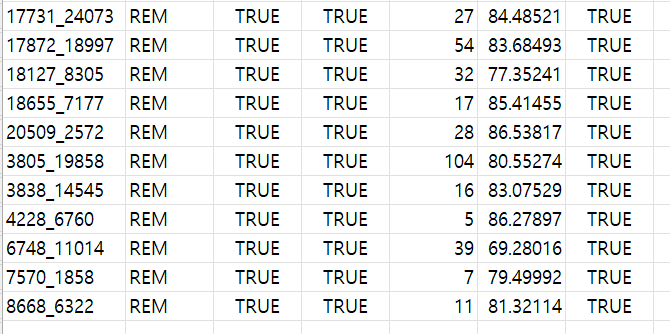 17731_24073 REM TRUE TRUE 27 84.48521 TRUE
17872_18997 REM TRUE TRUE 54 83.68493 TRUE
18127_8305 REM TRUE TRUE 32 77.35241 TRUE
18655_7177 REM TRUE TRUE 17 85.41455 TRUE
20509_2572 REM TRUE TRUE 28 86.53817 TRUE
3805_19858 REM TRUE TRUE 104 80.55274 TRUE
3838_14545 REM TRUE TRUE 16 83.07529 TRUE
4228_6760 REM TRUE TRUE 5 86.27897 TRUE
6748_11014 REM TRUE TRUE 39 69.28016 TRUE
7570_1858 REM TRUE TRUE 7 79.49992 TRUE
8668_6322 REM TRUE TRUE 11 81.32114 TRUE